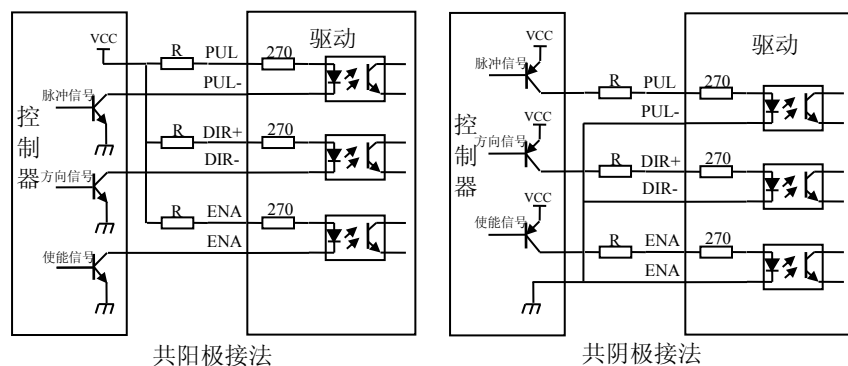 VCC
R
PUL
270
驱动
PUL-
脉冲信号
控制器
R
DIR+
270
DIR-
方向信号
R
ENA
270
ENA
使能信号
共阳极接法
VCC
脉冲信号
驱动
R
PUL
270
PUL-
VCC
控制器
方向信号
R
DIR+
270
DIR-
VCC
使能信号
R
ENA
270
ENA
共阴极接法